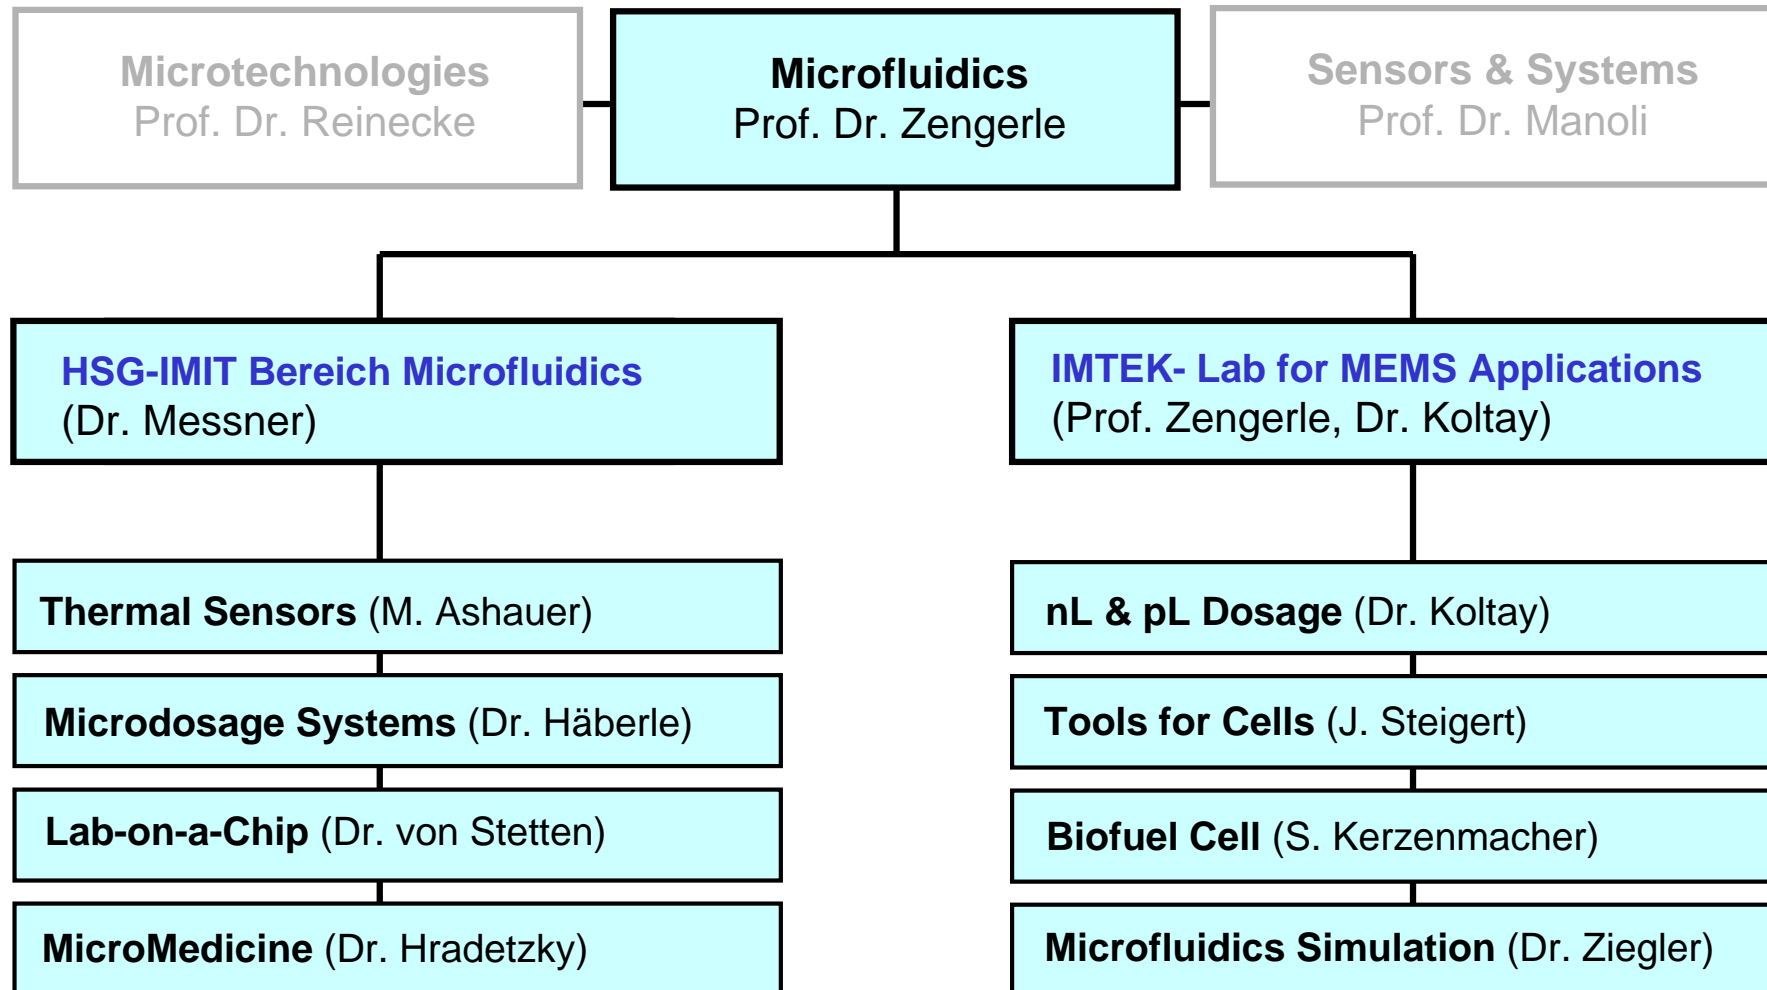 Microtechnologies
Prof. Dr. Reinecke
Microfluidics
Prof. Dr. Zengerle
Sensors & Systems
Prof. Dr. Manoli
HSG-IMIT Bereich Microfluidics
(Dr. Messner)
IMTEK- Lab for MEMS Applications
(Prof. Zengerle, Dr. Koltay)
Thermal Sensors (M. Ashauer)
Microdosage Systems (Dr. Häberle)
Lab-on-a-Chip (Dr. von Stetten)
MicroMedicine (Dr. Hradetzky)
nL & pL Dosage (Dr. Koltay)
Tools for Cells (J. Steigert)
Biofuel Cell (S. Kerzenmacher)
Microfluidics Simulation (Dr. Ziegler)